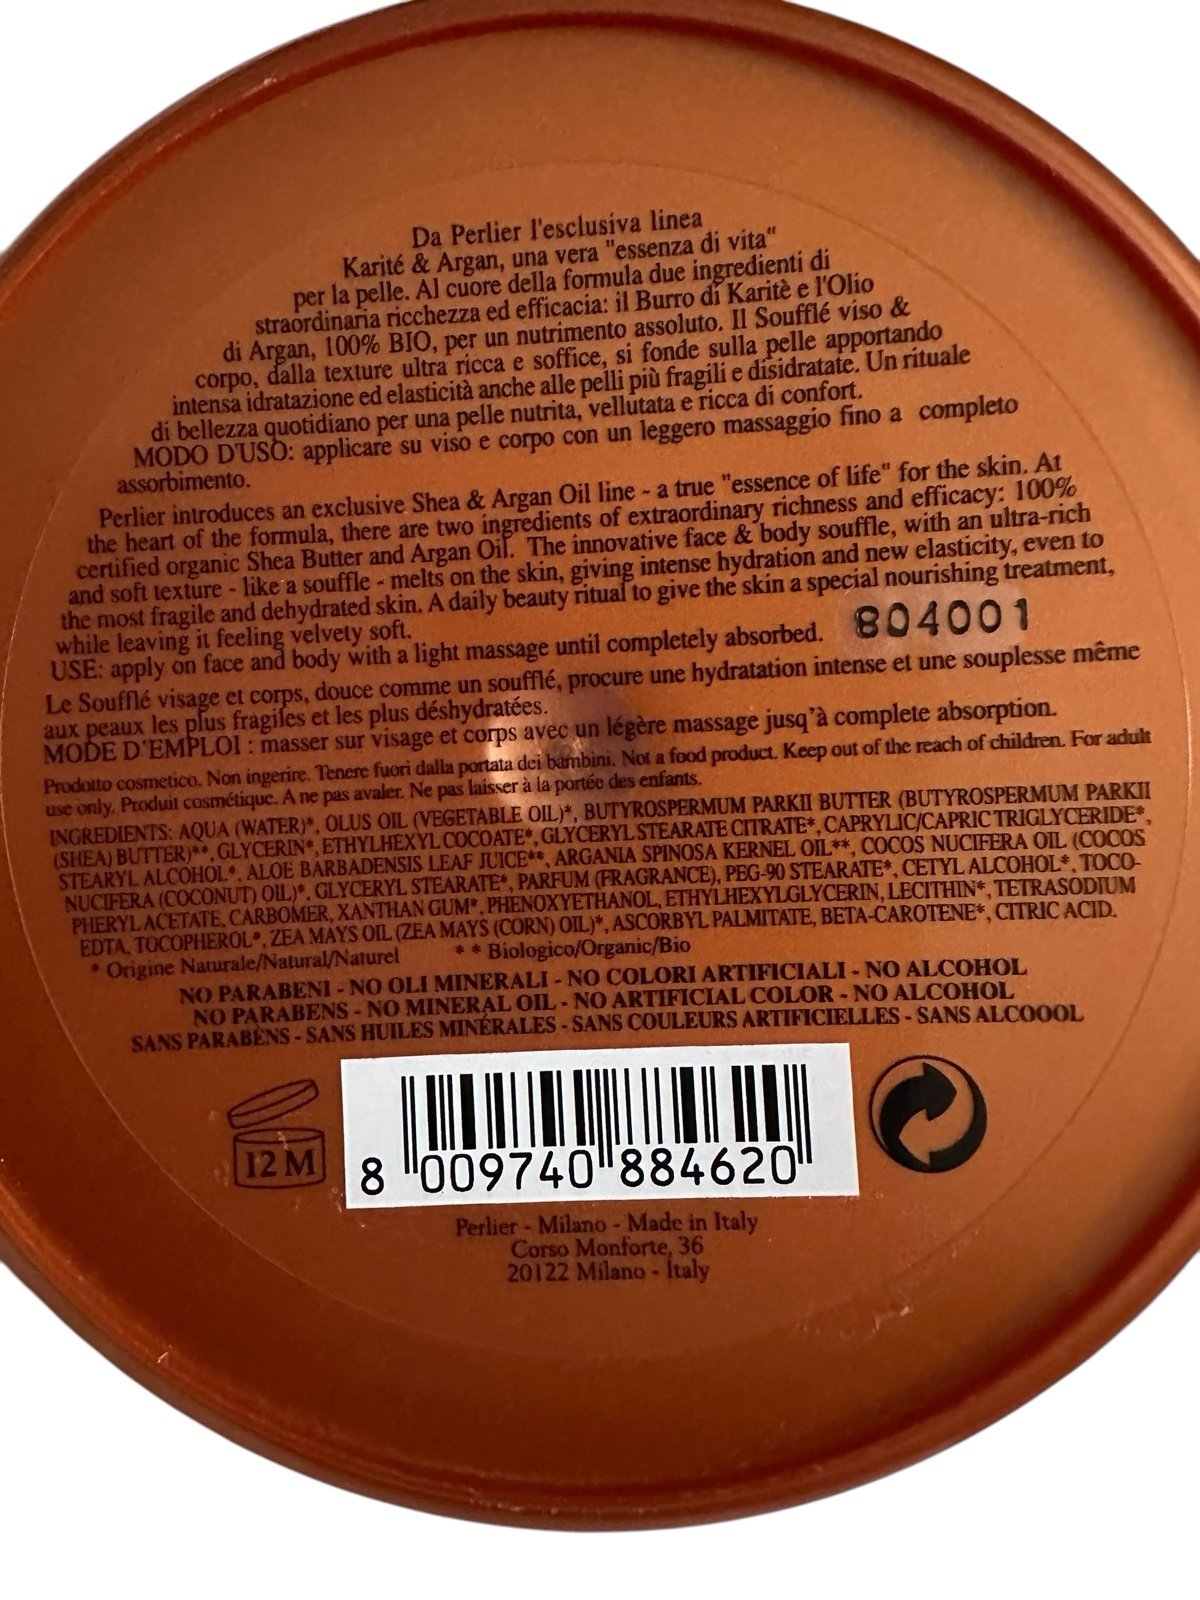 Da Perlier l'esclusiva linea
Karité & Argan, una vera "essenza di vita"
per la pelle. Al cuore della formula due ingredienti di
straordinaria ricchezza ed efficacia: il Burro di Karitè e l'Olio
di Argan, 100% BIO, per un nutrimento assoluto. Il Soufflé viso &
corpo, dalla texture ultra ricca e soffice, si fonde sulla pelle apportando
intensa idratazione ed elasticità anche alle pelli più fragili e disidratate. Un rituale
di bellezza quotidiano per una pelle nutrita, vellutata e ricca di confort.
MODO D'USO: applicare su viso e corpo con un leggero massaggio fino a completo
assorbimento.
Perlier introduces an exclusive Shea & Argan Oil line - a true "essence of life" for the skin. At
the heart of the formula, there are two ingredients of extraordinary richness and efficacy: 100%
certified organic Shea Butter and Argan Oil. The innovative face & body souffle, with an ultra-rich
and soft texture - like a souffle - melts on the skin, giving intense hydration and new elasticity, even to
the most fragile and dehydrated skin. A daily beauty ritual to give the skin a special nourishing treatment,
while leaving it feeling velvety soft.
USE: apply on face and body with a light massage until completely absorbed. 804001
Le Soufflé visage et corps, douce comme un soufflé, procure une hydratation intense et une souplesse même
aux peaux les plus fragiles et les plus déshydratées.
MODE D'EMPLOI : masser sur visage et corps avec un légère massage jusq'à complete absorption.
Prodotto cosmetico. Non ingerire. Tenere fuori dalla portata dei bambini. Not a food product. Keep out of the reach of children. For adult
use only. Produit cosmétique. A ne pas avaler. Ne pas laisser à la portée des enfants.
INGREDIENTS: AQUA (WATER)*, OLUS OIL (VEGETABLE OIL)*, BUTYROSPERMUM PARKII BUTTER (BUTYROSPERMUM PARKII
(SHEA) BUTTER)**, GLYCERIN*, ETHYLHEXYL COCOATE*, GLYCERYL STEARATE CITRATE*, CAPRYLIC/CAPRIC TRIGLYCERIDE*,
STEARYL ALCOHOL*, ALOE BARBADENSIS LEAF JUICE**, ARGANIA SPINOSA KERNEL OIL**, COCOS NUCIFERA OIL (COCOS
NUCIFERA (COCONUT) OIL)*, GLYCERYL STEARATE*, PARFUM (FRAGRANCE), PEG-90 STEARATE*, CETYL ALCOHOL*, TOCO-
PHERYL ACETATE, CARBOMER, XANTHAN GUM*, PHENOXYETHANOL, ETHYLHEXYLGLYCERIN, LECITHIN*, TETRASODIUM
EDTA, TOCOPHEROL*, ZEA MAYS OIL (ZEA MAYS (CORN) OIL)*, ASCORBYL PALMITATE, BETA-CAROTENE*, CITRIC ACID.
* Origine Naturale/Natural/Naturel ** Biologico/Organic/Bio
NO PARABENI - NO OLI MINERALI - NO COLORI ARTIFICIALI - NO ALCOHOL
NO PARABENS - NO MINERAL OIL - NO ARTIFICIAL COLOR - NO ALCOHOL
SANS PARABÈNS - SANS HUILES MINÉRALES - SANS COULEURS ARTIFICIELLES - SANS ALCOOOL
12 M
8 009740 884620
Perlier - Milano - Made in Italy
Corso Monforte, 36
20122 Milano - Italy